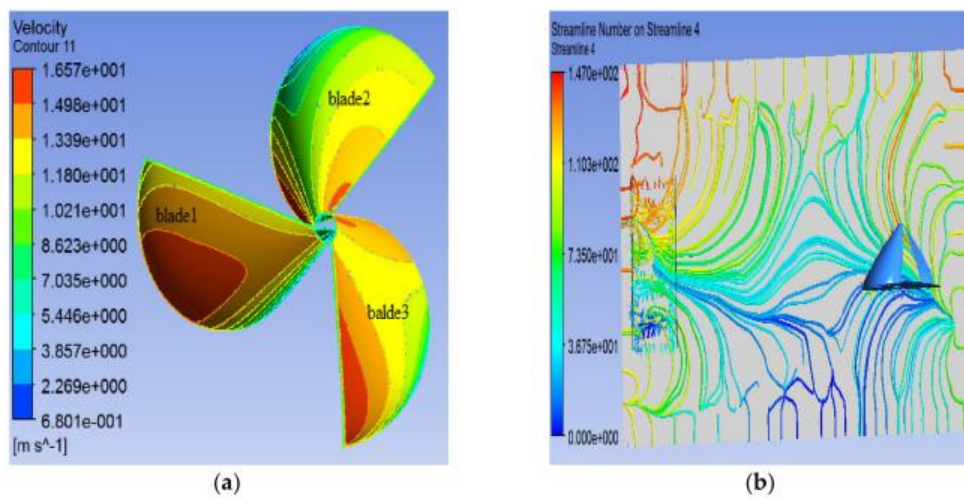 Velocity
Contour 11
1.657e+001
1.498e+001
1.339e+001
1.180e+001
1.021e+001
8.623e+000
7.035e+000
5.446e+000
3.857e+000
2.269e+000
6.801e-001
[m s^-1]
blade2
blade1
balde3
(a)
Streamline Number on Streamline 4
Streamline 4
1.470e+002
1.103e+002
7.350e+001
3.675e+001
0.000e+000
(b)